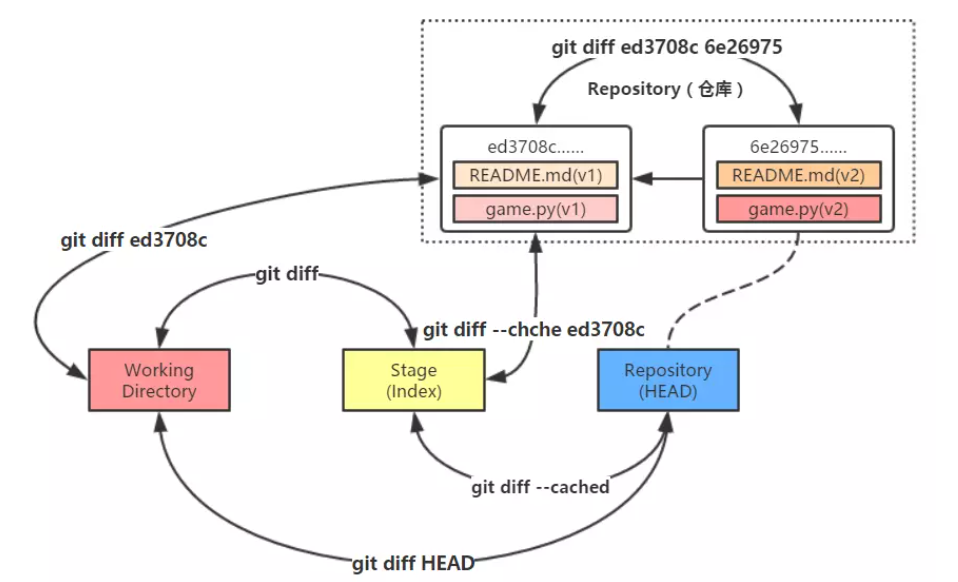 git diff ed3708c 6e26975
Repository（仓库）
ed3708c......
README.md(v1)
game.py(v1)
6e26975......
README.md(v2)
game.py(v2)
git diff ed3708c
git diff
git diff --chche ed3708c
Working
Directory
Stage
(Index)
Repository
(HEAD)
git diff --cached
git diff HEAD